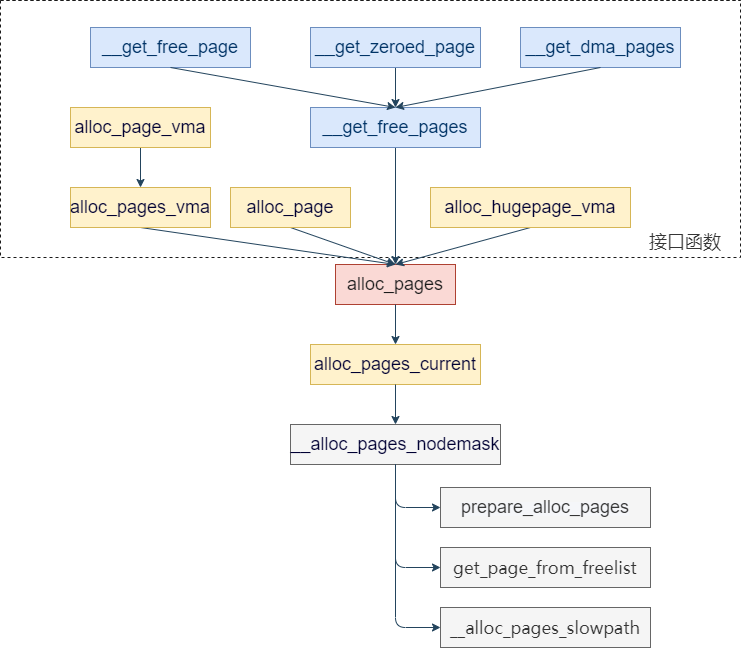 __get_free_page
__get_zeroed_page
__get_dma_pages
alloc_page_vma
__get_free_pages
alloc_pages_vma
alloc_page
alloc_hugepage_vma
接口函数
alloc_pages
alloc_pages_current
__alloc_pages_nodemask
prepare_alloc_pages
get_page_from_freelist
__alloc_pages_slowpath